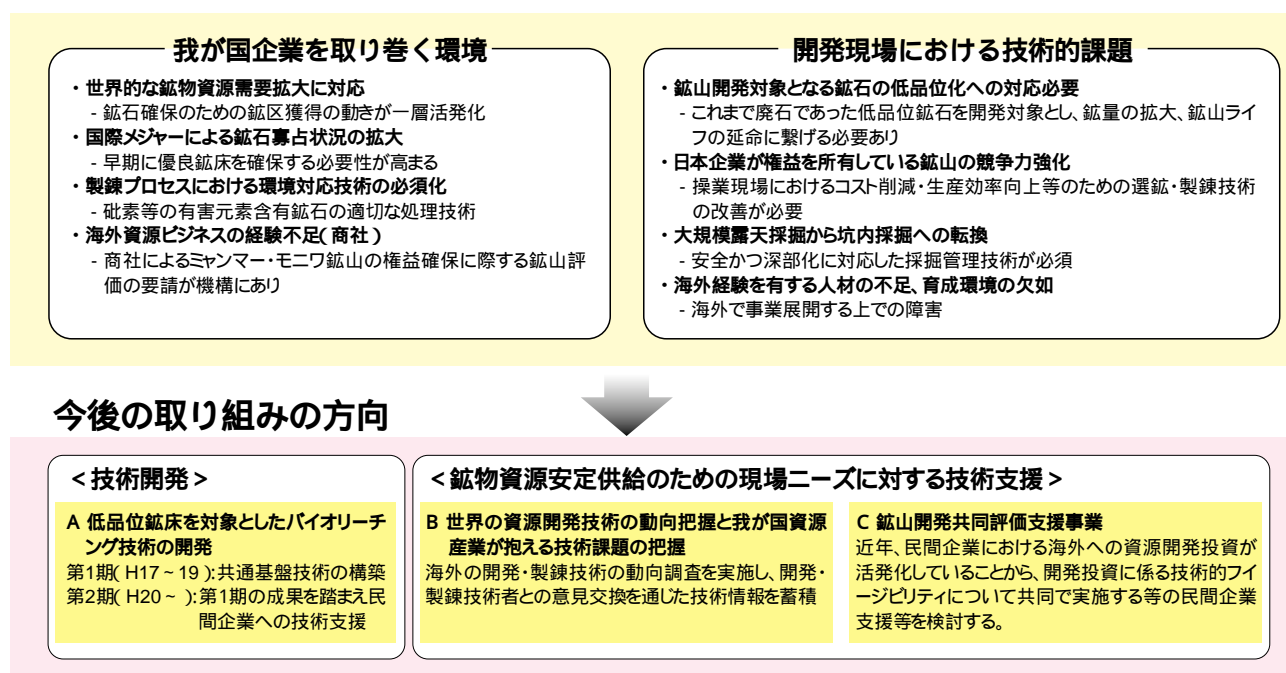 我が国企業を取り巻く環境
・世界的な鉱物資源需要拡大に対応
- 鉱石確保のための鉱区獲得の動きが一層活発化
・国際メジャーによる鉱石寡占状況の拡大
- 早期に優良鉱床を確保する必要性が高まる
・製錬プロセスにおける環境対応技術の必須化
- 砒素等の有害元素含有鉱石の適切な処理技術
・海外資源ビジネスの経験不足(商社)
- 商社によるミャンマー・モニワ鉱山の権益確保に際する鉱山評
価の要請が機構にあり
開発現場における技術的課題
・鉱山開発対象となる鉱石の低品位化への対応必要
- これまで廃石であった低品位鉱石を開発対象とし、鉱量の拡大、鉱山ライ
フの延命に繋げる必要あり
・日本企業が権益を所有している鉱山の競争力強化
- 操業現場におけるコスト削減・生産効率向上等のための選鉱・製錬技術
の改善が必要
・大規模露天採掘から坑内採掘への転換
- 安全かつ深部化に対応した採掘管理技術が必須
・海外経験を有する人材の不足、育成環境の欠如
- 海外で事業展開する上での障害
今後の取り組みの方向
<技術開発>
A 低品位鉱床を対象としたバイオリーチ
ング技術の開発
第1期(H17~19):共通基盤技術の構築
第2期(H20~ ):第1期の成果を踏まえ民
間企業への技術支援
<鉱物資源安定供給のための現場ニーズに対する技術支援>
B 世界の資源開発技術の動向把握と我が国資源
産業が抱える技術課題の把握
海外の開発・製錬技術の動向調査を実施し、開発・
製錬技術者との意見交換を通じた技術情報を蓄積
C 鉱山開発共同評価支援事業
近年、民間企業における海外への資源開発投資が
活発化していることから、開発投資に係る技術的フイ
ージビリティについて共同で実施する等の民間企業
支援等を検討する。